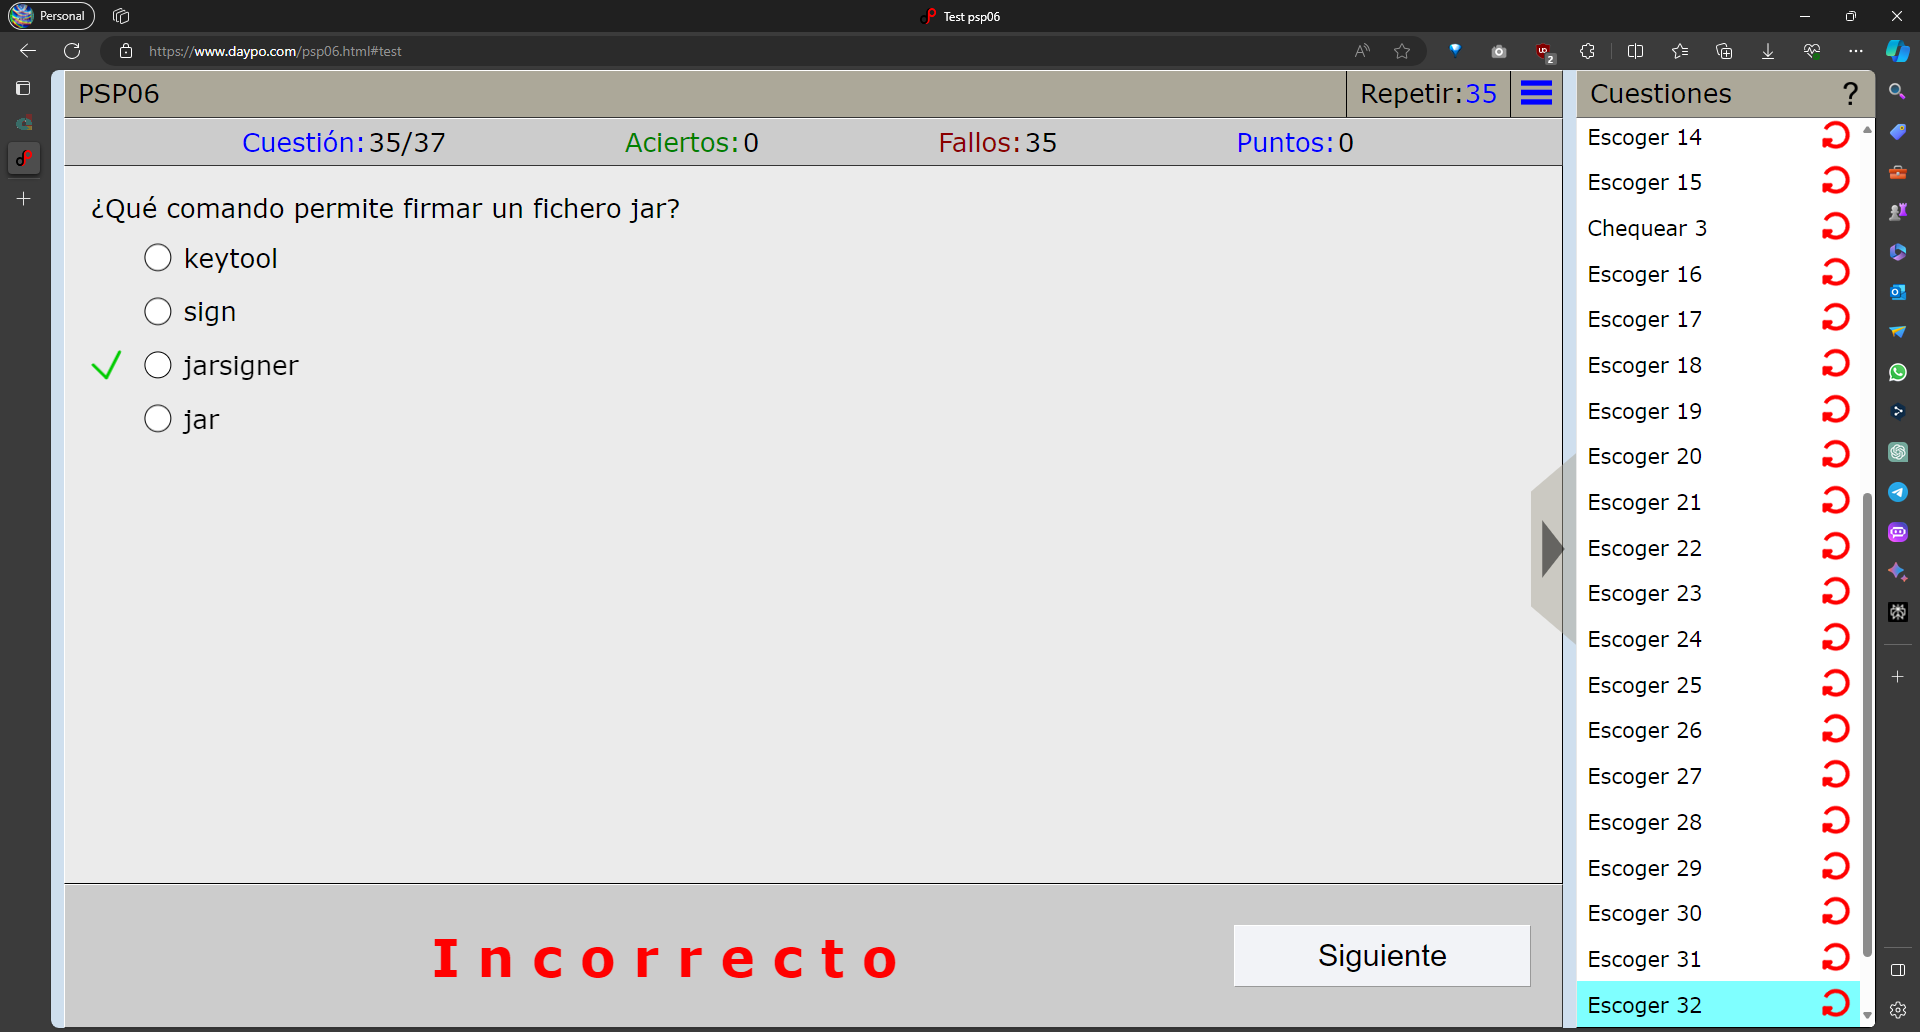 Personal
Test psp06
https://www.daypo.com/psp06.html#test
PSP06
Repetir:35
Cuestión:35/37
Aciertos:0
Fallos:35
Puntos:0
¿Qué comando permite firmar un fichero jar?
keytool
sign
jarsigner
jar
Incorrecto
Siguiente
Cuestiones
?
Escoger 14
Escoger 15
Chequear 3
Escoger 16
Escoger 17
Escoger 18
Escoger 19
Escoger 20
Escoger 21
Escoger 22
Escoger 23
Escoger 24
Escoger 25
Escoger 26
Escoger 27
Escoger 28
Escoger 29
Escoger 30
Escoger 31
Escoger 32